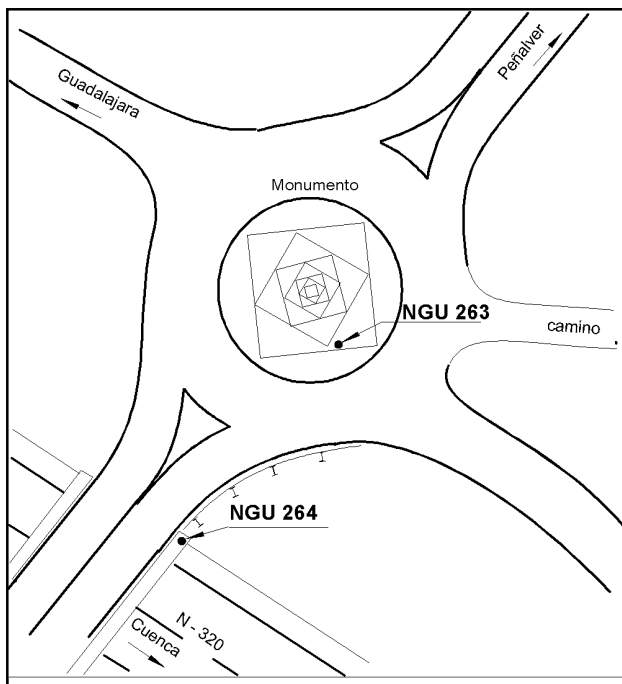 Guadalajara
Peñalver
Monumento
NGU 263
camino
NGU 264
N - 320
Cuenca